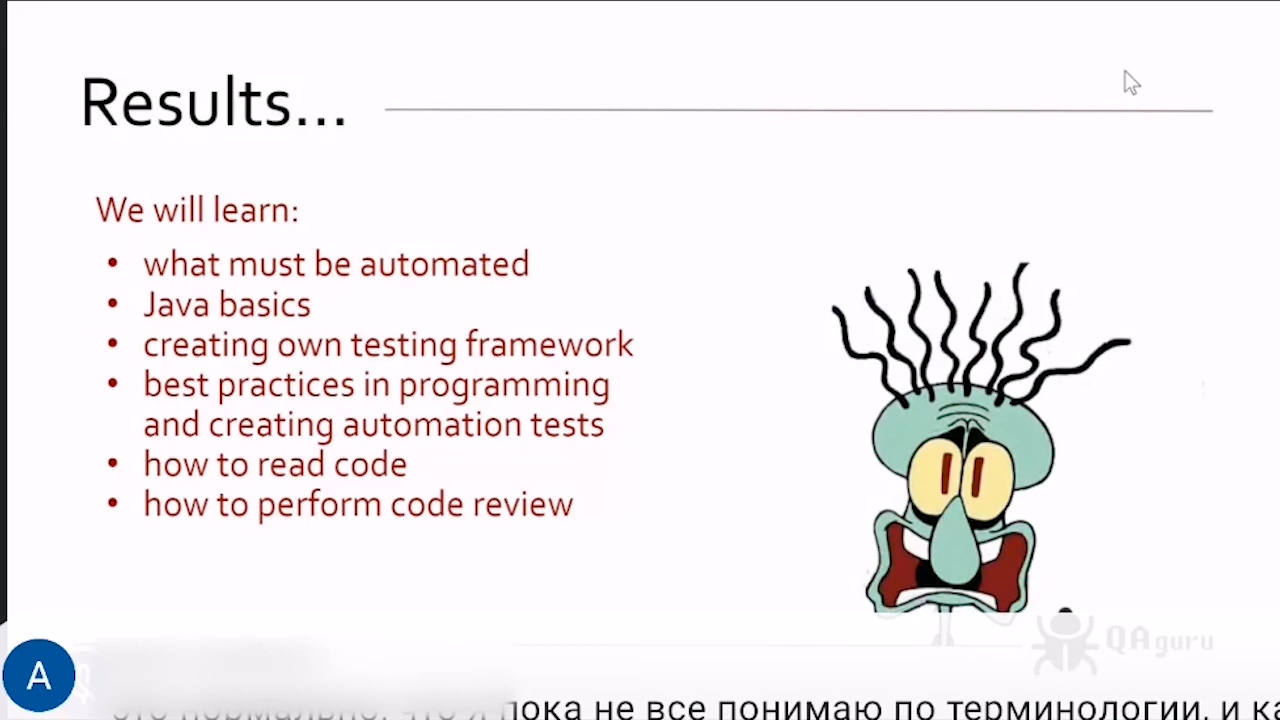 Results...
We will learn:
• what must be automated
• Java basics
• creating own testing framework
• best practices in programming
and creating automation tests
• how to read code
• how to perform code review
QAguru
A
пока не все понимаю по терминологии, и ка